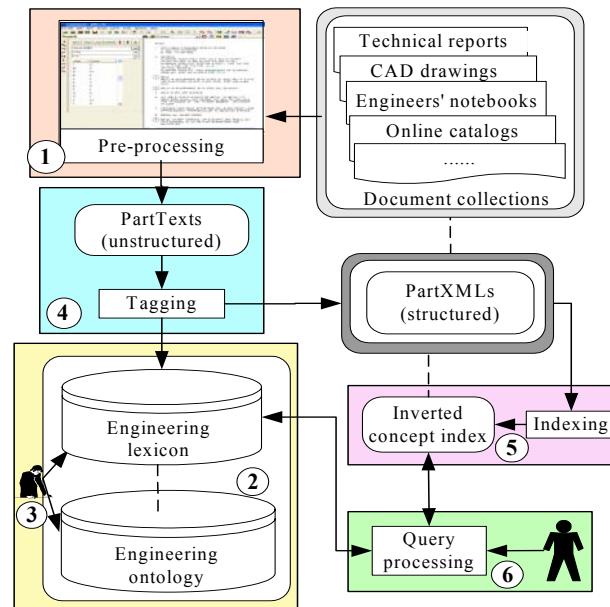 Technical reports
CAD drawings
Engineers' notebooks
Online catalogs
......
Document collections
Pre-processing
1
PartTexts
(unstructured)
Tagging
4
PartXMLs
(structured)
Engineering
lexicon
2
3
Engineering
ontology
Inverted
concept index
Indexing
5
Query
processing
6